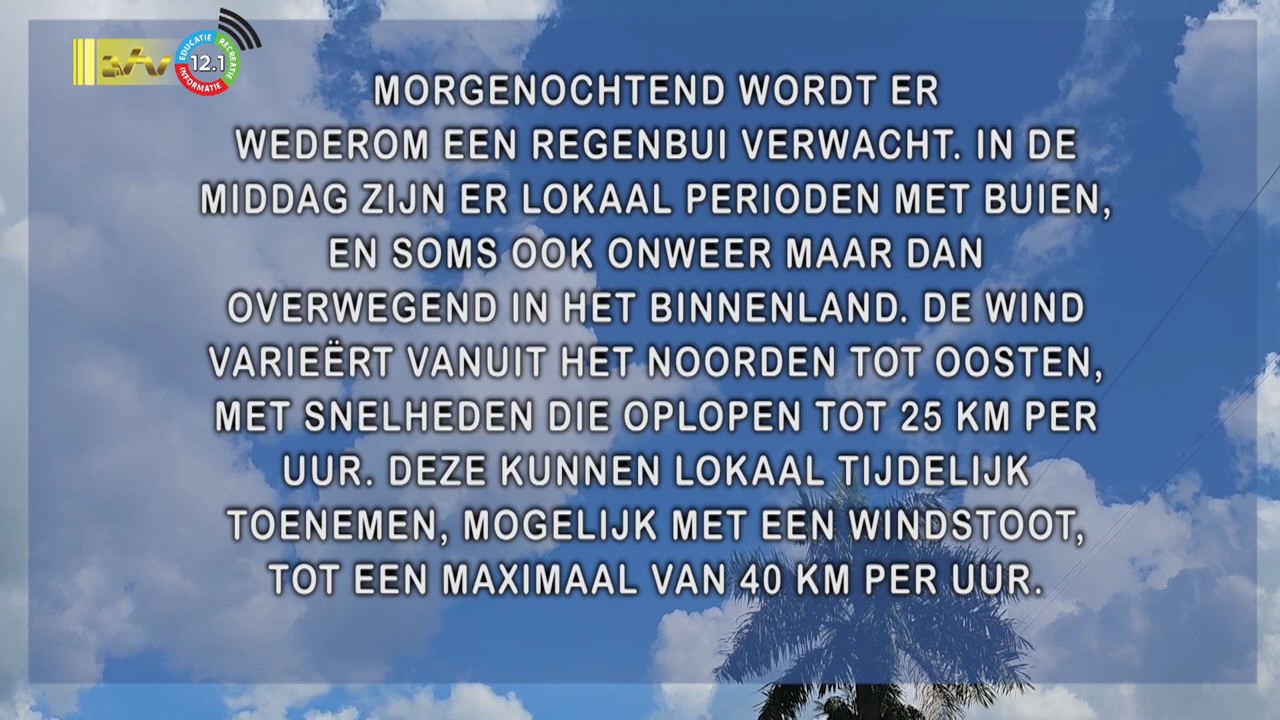 EDUCATIE
RECREATIE
INFORMATIE
12.1
MORGENOCHTEND WORDT ER
WEDEROM EEN REGENBUI VERWACHT. IN DE
MIDDAG ZIJN ER LOKAAL PERIODEN MET BUIEN,
EN SOMS OOK ONWEER MAAR DAN
OVERWEGEND IN HET BINNENLAND. DE WIND
VARIEËRT VANUIT HET NOORDEN TOT OOSTEN,
MET SNELHEDEN DIE OPLOPEN TOT 25 KM PER
UUR. DEZE KUNNEN LOKAAL TIJDELIJK
TOENEMEN, MOGELIJK MET EEN WINDSTOOT,
TOT EEN MAXIMAAL VAN 40 KM PER UUR.